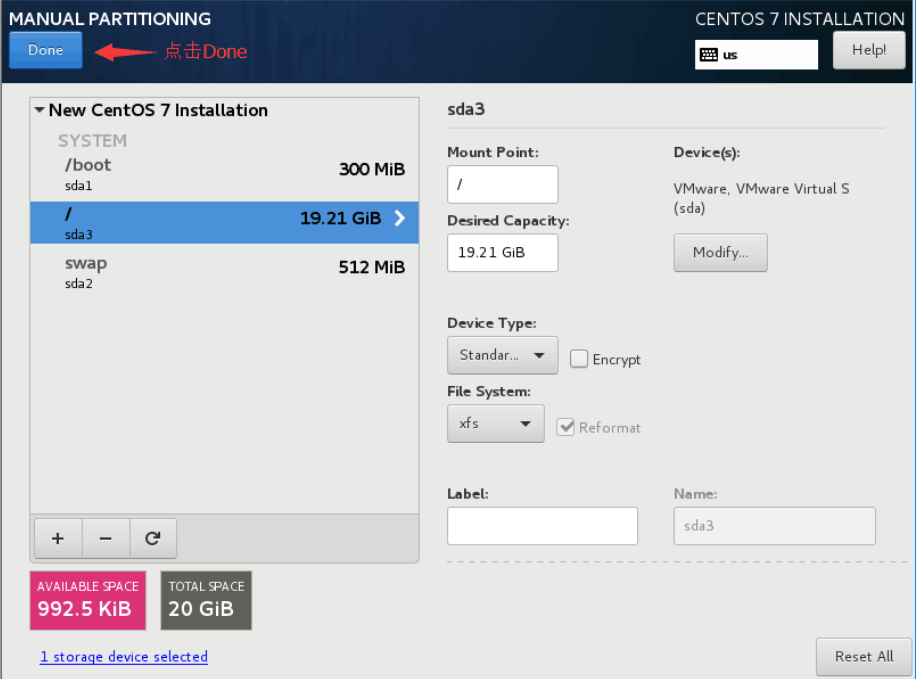 MANUAL PARTITIONING
CENTOS 7 INSTALLATION
Done
点击Done
us
Help!
New CentOS 7 Installation
SYSTEM
/boot
300 MiB
sda1
/
19.21 GiB
sda3
swap
512 MiB
sda2
+ −
AVAILABLE SPACE
992.5 KiB
TOTAL SPACE
20 GiB
1 storage device selected
sda3
Mount Point:
/
Desired Capacity:
19.21 GiB
Device(s):
VMware, VMware Virtual S
(sda)
Modify...
Device Type:
Standar...
Encrypt
File System:
xfs
Reformat
Label:
Name:
sda3
Reset All